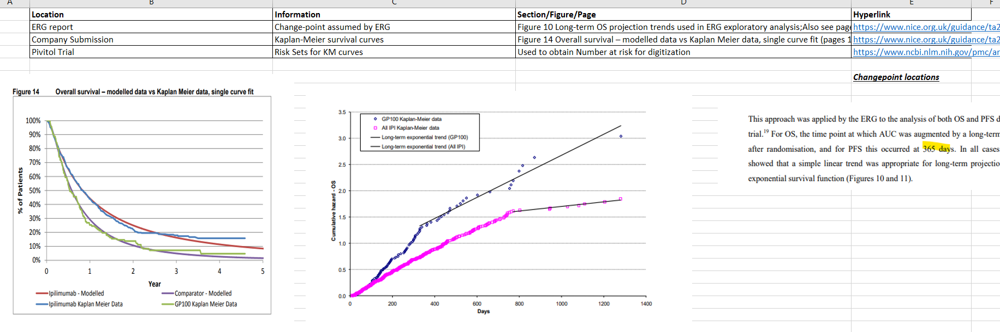 A B C D E F
Location Information Section/Figure/Page Hyperlink
ERG report Change-point assumed by ERG Figure 10 Long-term OS projection trends used in ERG exploratory analysis;Also see page https://www.nice.org.uk/guidance/ta2
Company Submission Kaplan-Meier survival curves Figure 14 Overall survival – modelled data vs Kaplan Meier data, single curve fit (pages 1 https://www.nice.org.uk/guidance/ta2
Pivitol Trial Risk Sets for KM curves Used to obtain Number at risk for digitization https://www.ncbi.nlm.nih.gov/pmc/ar
Changepoint locations
Figure 14 Overall survival – modelled data vs Kaplan Meier data, single curve fit
100%
90%
80%
70%
60%
50%
40%
30%
20%
10%
0%
% of Patients
0 1 2 3 4 5
Year
Ipilimumab - Modelled Comparator - Modelled
Ipilimumab Kaplan Meier Data GP100 Kaplan Meier Data
3.5
3.0
2.5
2.0
1.5
1.0
0.5
0.0
Cumulative hazard - OS
GP100 Kaplan-Meier data
All IPI Kaplan-Meier data
Long-term exponential trend (GP100)
Long-term exponential trend (All IPI)
0 200 400 600 800 1000 1200 1400
Days
This approach was applied by the ERG to the analysis of both OS and PFS d
trial.19 For OS, the time point at which AUC was augmented by a long-term
after randomisation, and for PFS this occurred at 365 days. In all cases
showed that a simple linear trend was appropriate for long-term projectio
exponential survival function (Figures 10 and 11).